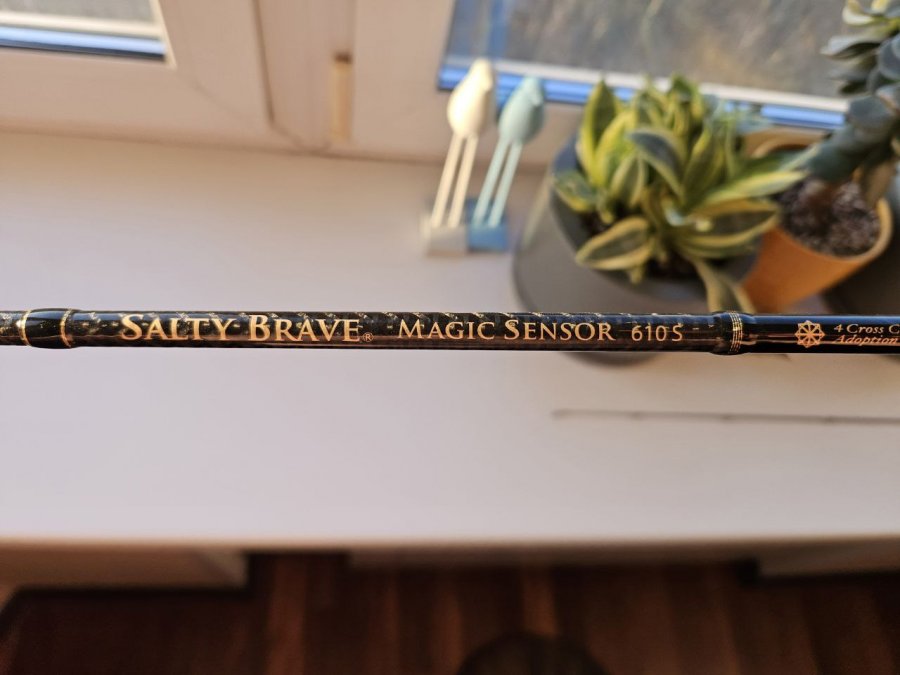 SALTY BRAVE® MAGIC SENSOR 610S
4 Cross
Adoption